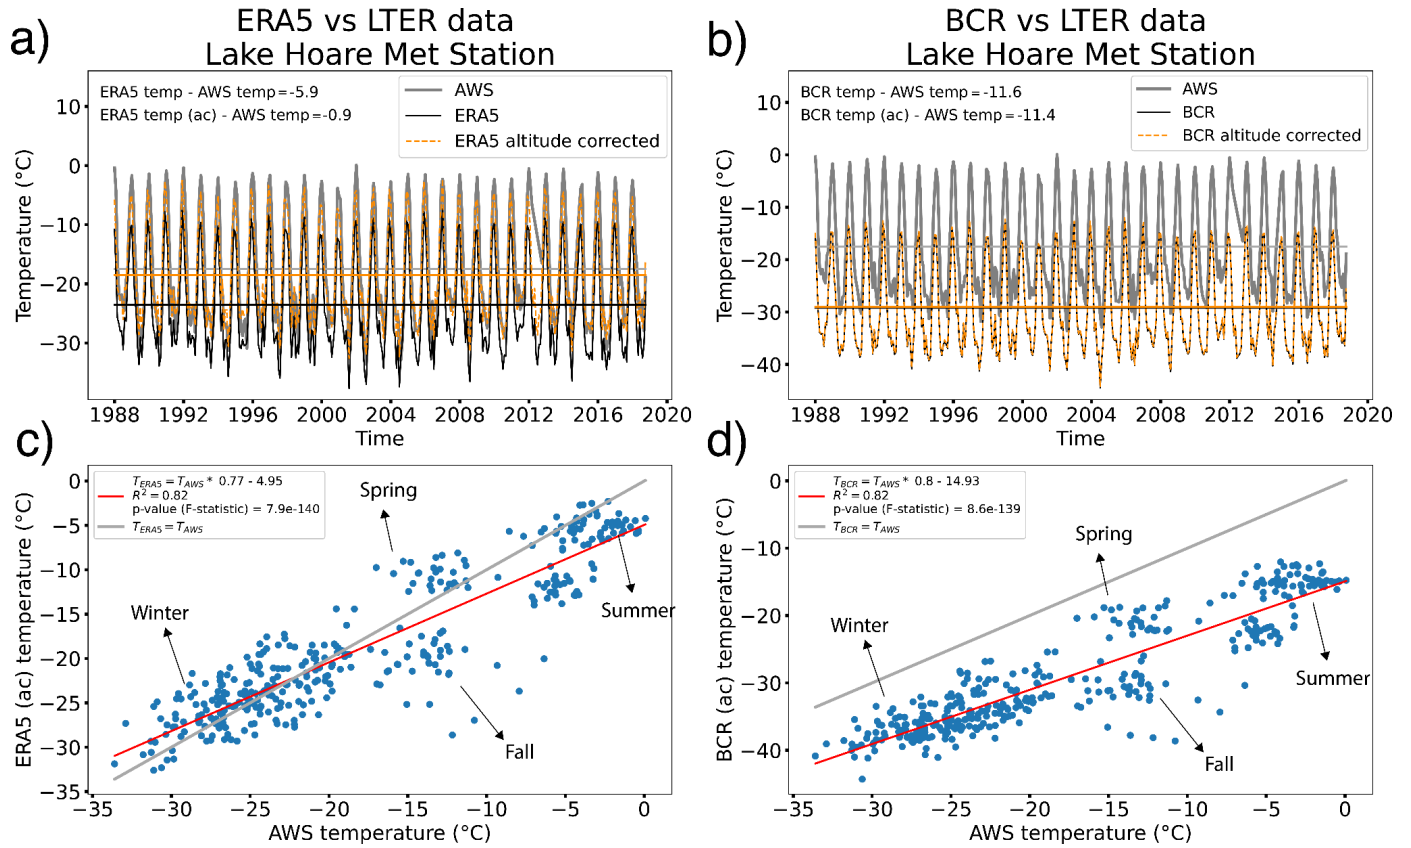 a)
ERA5 vs LTER data
Lake Hoare Met Station
ERA5 temp - AWS temp=-5.9
ERA5 temp (ac) - AWS temp=-0.9
AWS
ERA5
ERA5 altitude corrected
Temperature (°C)
10
0
−10
−20
−30
1988 1992 1996 2000 2004 2008 2012 2016 2020
Time
b)
BCR vs LTER data
Lake Hoare Met Station
BCR temp - AWS temp=-11.6
BCR temp (ac) - AWS temp=-11.4
AWS
BCR
BCR altitude corrected
Temperature (°C)
10
0
−10
−20
−30
−40
1988 1992 1996 2000 2004 2008 2012 2016 2020
Time
c)
T_ERA5 = T_AWS * 0.77 - 4.95
R² = 0.82
p-value (F-statistic) = 7.9e-140
T_ERA5 = T_AWS
Spring
Winter
Summer
Fall
ERA5 (ac) temperature (°C)
0
−5
−10
−15
−20
−25
−30
−35
−35 −30 −25 −20 −15 −10 −5 0
AWS temperature (°C)
d)
T_BCR = T_AWS * 0.8 - 14.93
R² = 0.82
p-value (F-statistic) = 8.6e-139
T_BCR = T_AWS
Spring
Winter
Summer
Fall
BCR (ac) temperature (°C)
0
−10
−20
−30
−40
−35 −30 −25 −20 −15 −10 −5 0
AWS temperature (°C)